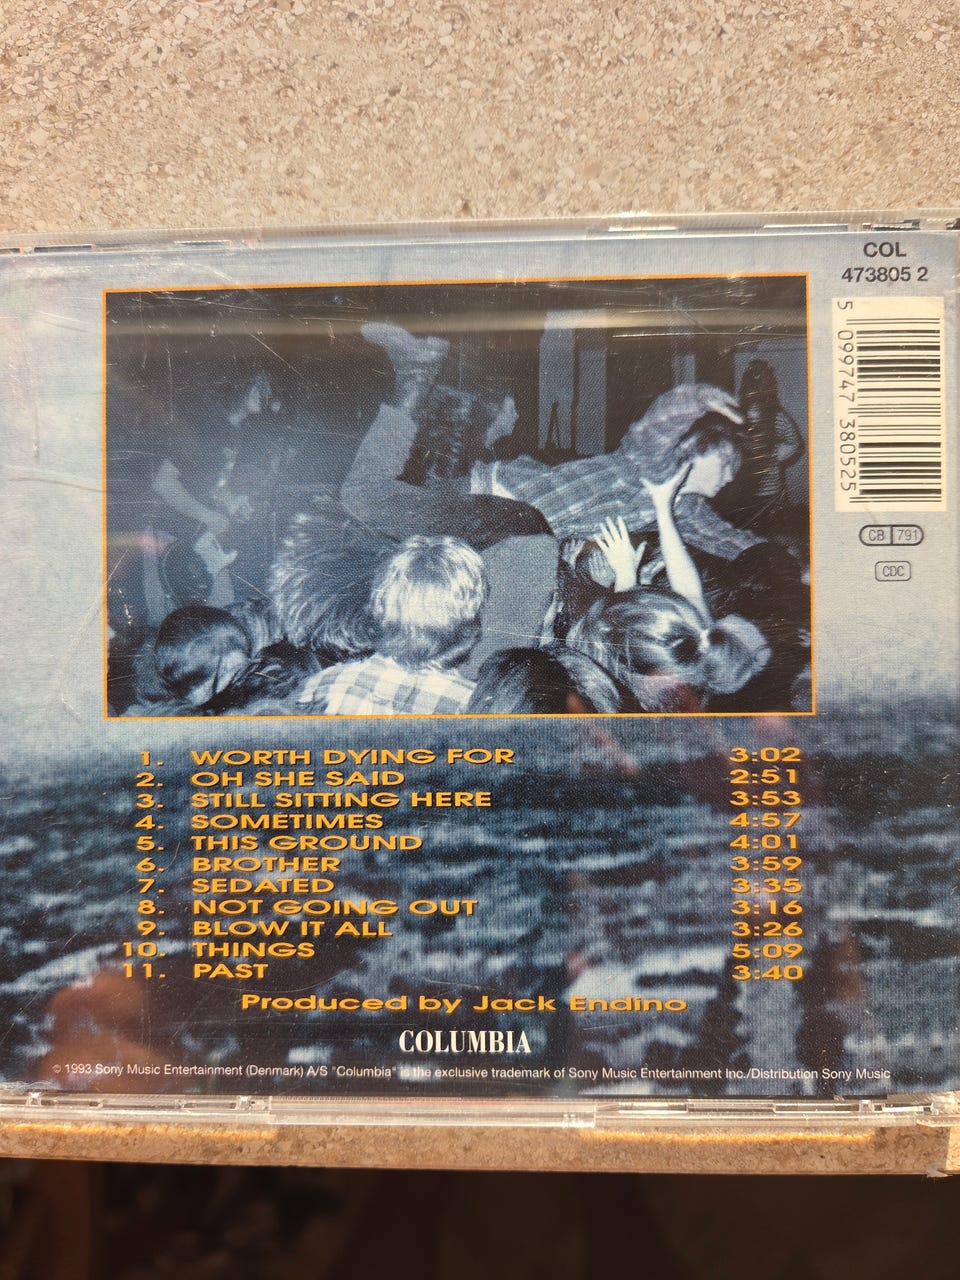 COL
473805 2
5 099747 380525
CB 791
CDC
1. WORTH DYING FOR 3:02
2. OH SHE SAID 2:51
3. STILL SITTING HERE 3:53
4. SOMETIMES 4:57
5. THIS GROUND 4:01
6. BROTHER 3:59
7. SEDATED 3:35
8. NOT GOING OUT 3:16
9. BLOW IT ALL 3:26
10. THINGS 5:09
11. PAST 3:40
Produced by Jack Endino
COLUMBIA
© 1993 Sony Music Entertainment (Denmark) A/S "Columbia" is the exclusive trademark of Sony Music Entertainment Inc./Distribution Sony Music